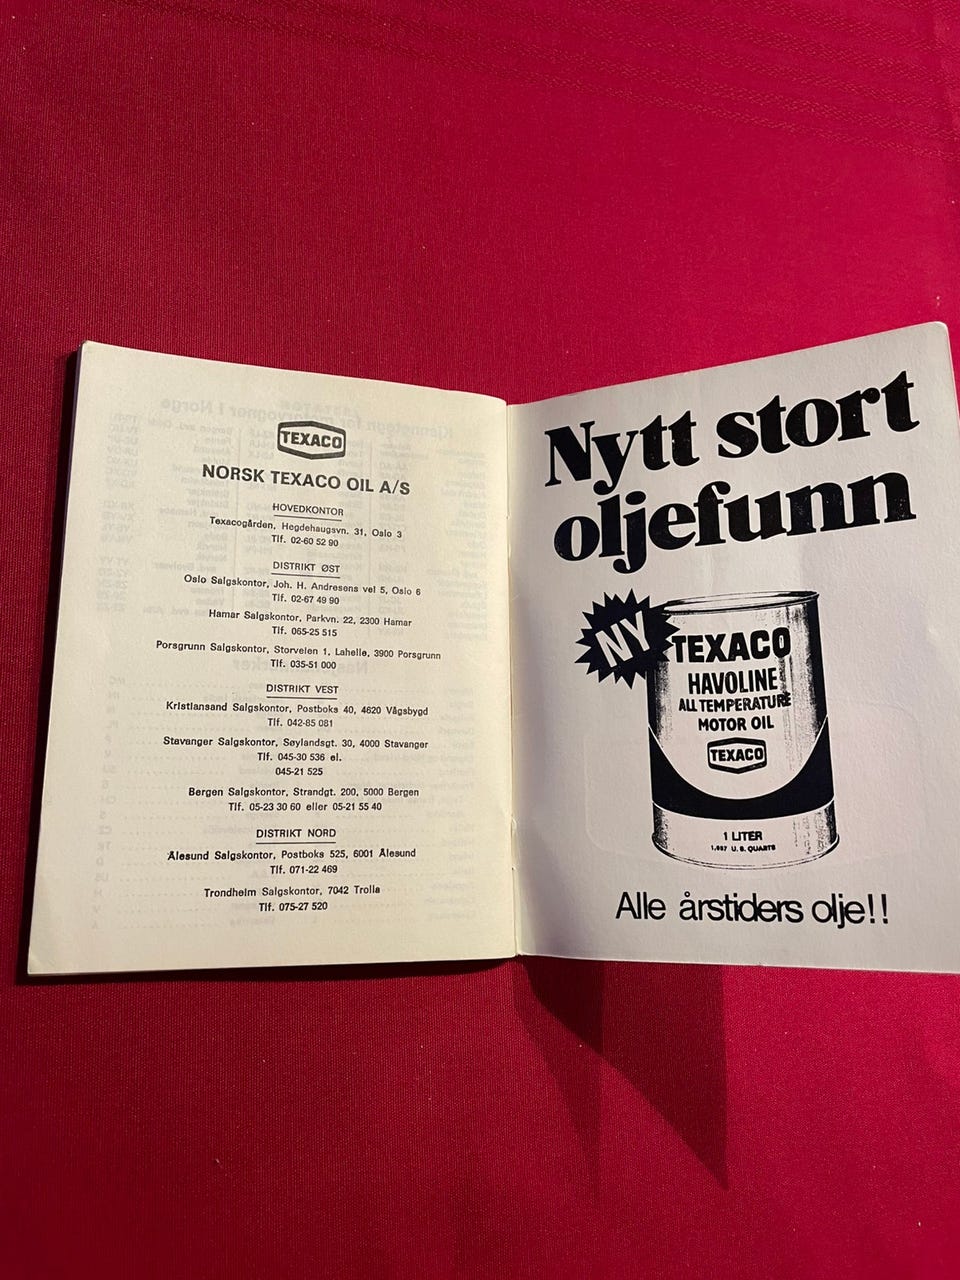 TEXACO
NORSK TEXACO OIL A/S
HOVEDKONTOR
Texacogården, Hegdehaugsvn. 31, Oslo 3
Tlf. 02-60 52 90
DISTRIKT ØST
Oslo Salgskontor, Joh. H. Andresens vei 5, Oslo 6
Tlf. 02-67 49 90
Hamar Salgskontor, Parkvn. 22, 2300 Hamar
Tlf. 065-25 515
Porsgrunn Salgskontor, Storveien 1, Lahelle, 3900 Porsgrunn
Tlf. 035-51 000
DISTRIKT VEST
Kristiansand Salgskontor, Postboks 40, 4620 Vågsbygd
Tlf. 042-85 081
Stavanger Salgskontor, Søylandsgt. 30, 4000 Stavanger
Tlf. 045-30 536 el.
045-21 525
Bergen Salgskontor, Strandgt. 200, 5000 Bergen
Tlf. 05-23 30 60 eller 05-21 55 40
DISTRIKT NORD
Ålesund Salgskontor, Postboks 525, 6001 Ålesund
Tlf. 071-22 469
Trondheim Salgskontor, 7042 Trolla
Tlf. 075-27 520
Nytt stort
oljefunn
NY
TEXACO
HAVOLINE
ALL TEMPERATURE
MOTOR OIL
TEXACO
1 LITER
1,057 U.S. QUARTS
Alle årstiders olje!!